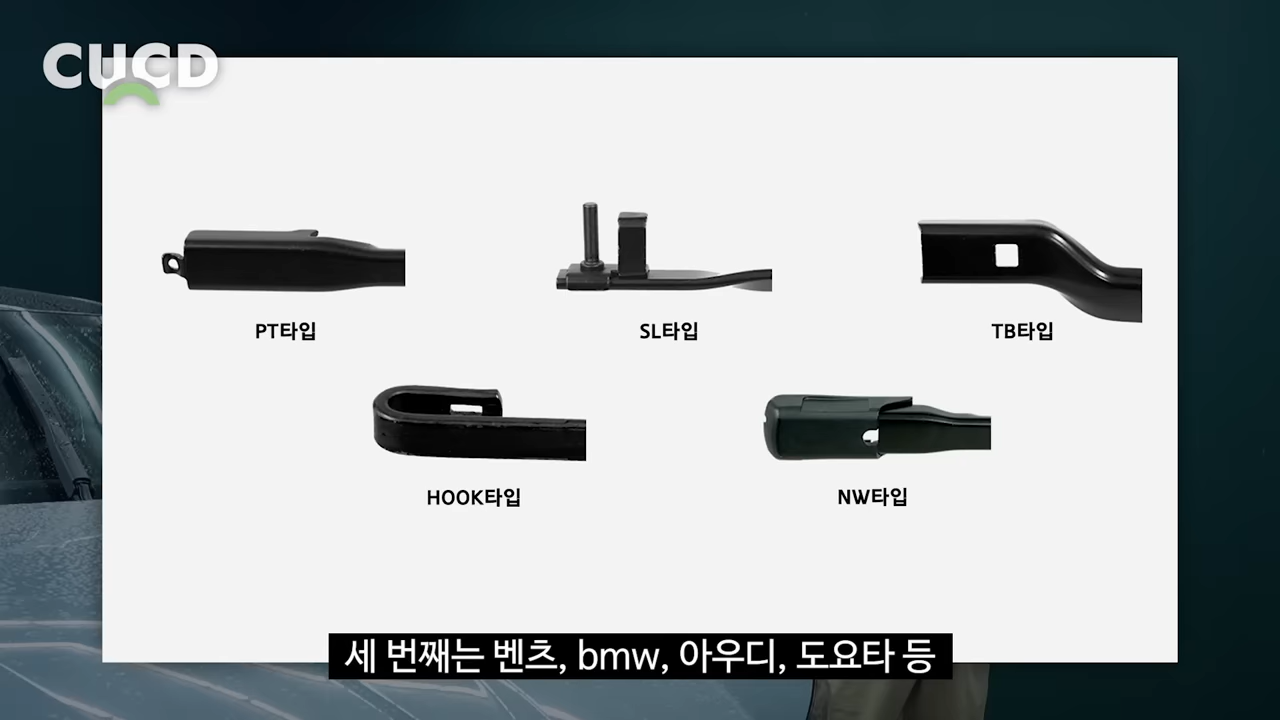 CUCD
PT타입
SL타입
TB타입
HOOK타입
NW타입
세 번째는 벤츠, bmw, 아우디, 도요타 등